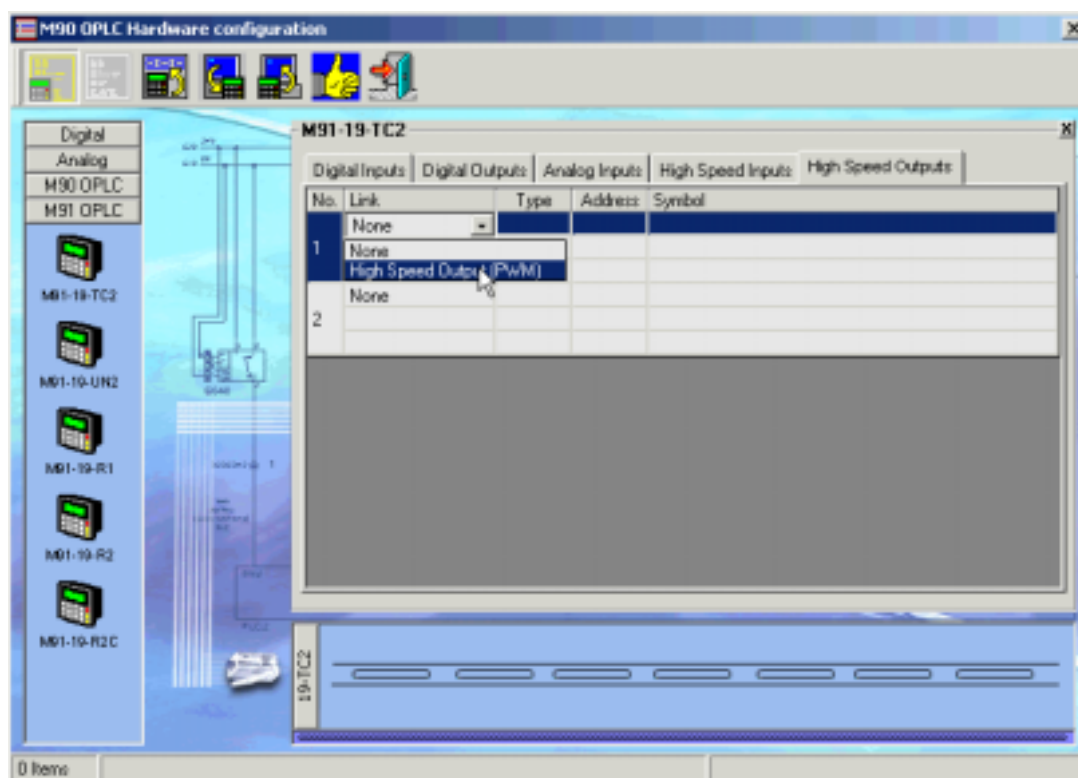 M90 OPLC Hardware configuration
Digital
Analog
M90 OPLC
M91 OPLC
M91-19-TC2
M91-19-UN2
M91-19-R1
M91-19-R2
M91-19-R2C
M91-19-TC2
Digital Inputs
Digital Outputs
Analog Inputs
High Speed Inputs
High Speed Outputs
No. Link Type Address Symbol
None
1
None
High Speed Output (PWM)
None
2
19-TC2
0 Items